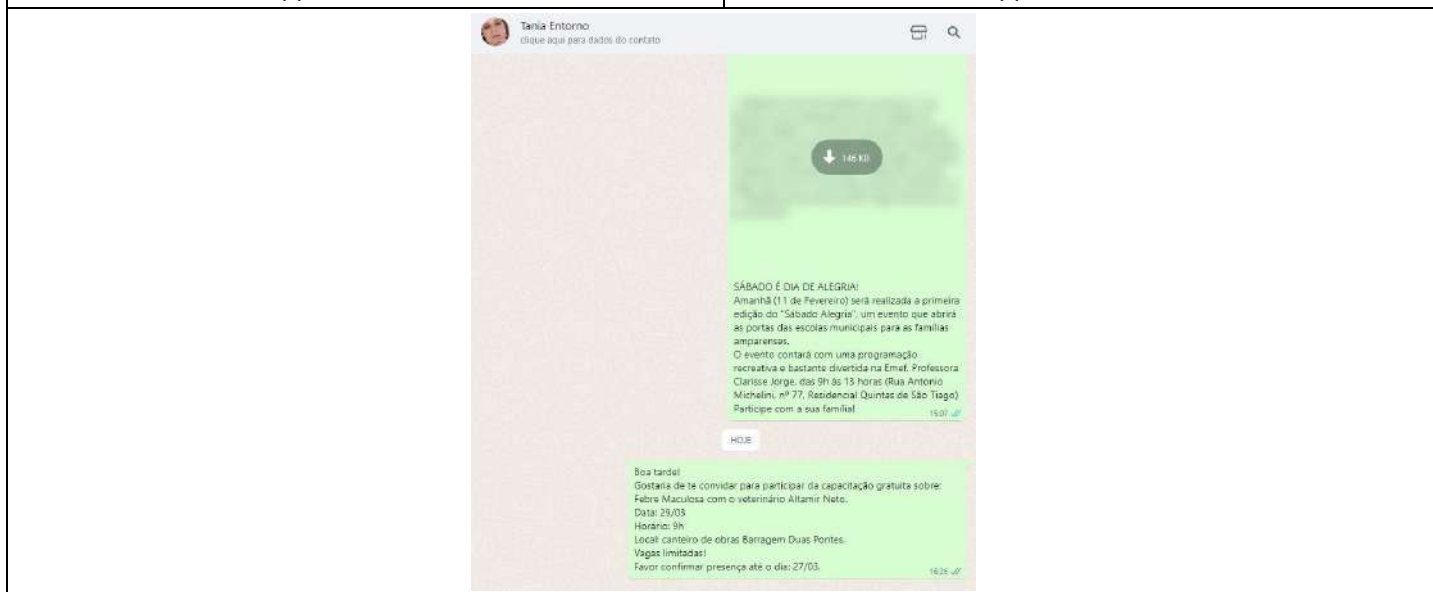 Tania Entorno
clique aqui para dados do contato
146 KB
SÁBADO É DIA DE ALEGRIA!
Amanhã (11 de Fevereiro) será realizada a primeira
edição do "Sábado Alegria", um evento que abrirá
as portas das escolas municipais para as famílias
amparenses.
O evento contará com uma programação
recreativa e bastante divertida na Emef. Professora
Clarisse Jorge, das 9h às 13 horas (Rua Antonio
Michelini, nº 77, Residencial Quintas de São Tiago)
Participe com a sua família!
15:07
HOJE
Boa tarde!
Gostaria de te convidar para participar da capacitação gratuita sobre:
Febre Maculosa com o veterinário Altamir Neto.
Data: 29/03
Horário: 9h
Local: canteiro de obras Barragem Duas Pontes.
Vagas limitadas!
Favor confirmar presença até o dia: 27/03.
16:26